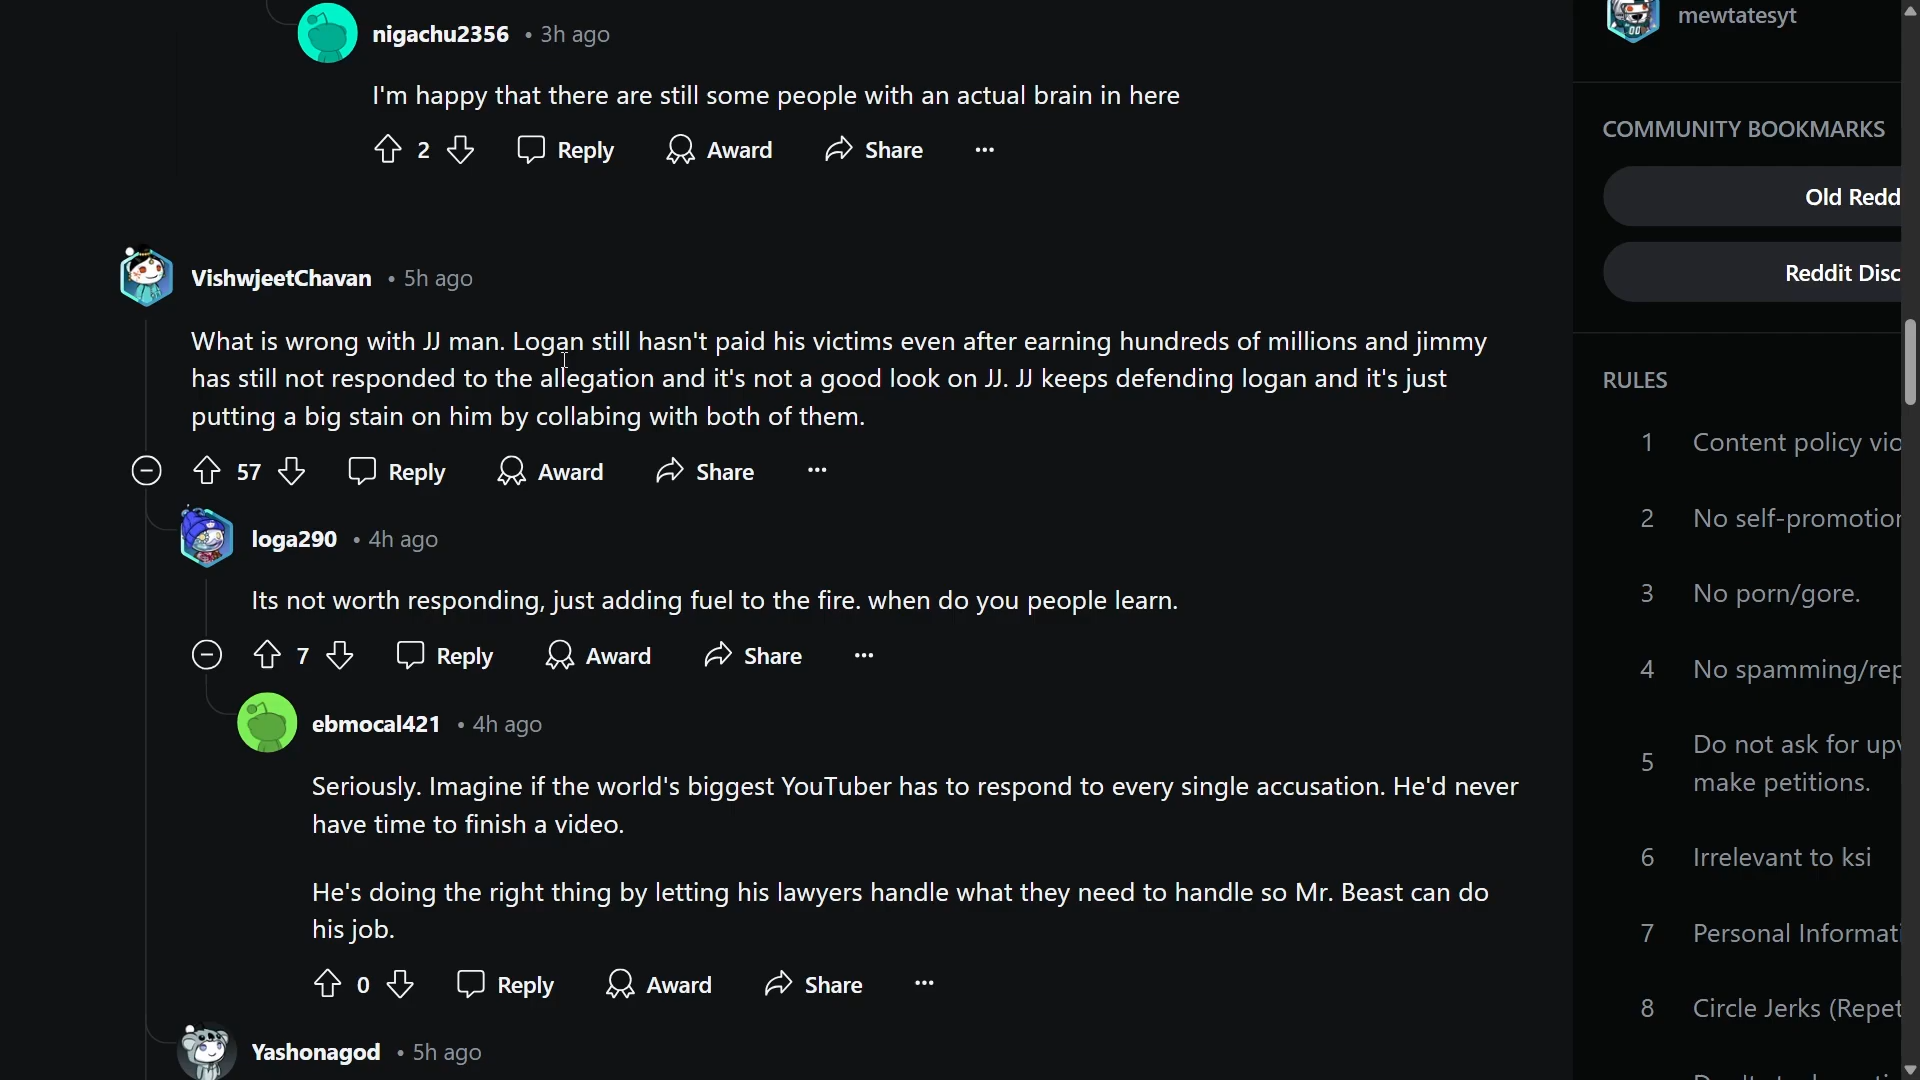 nigachu2356 • 3h ago
I'm happy that there are still some people with an actual brain in here
2 Reply Award Share ...
VishwjeetChavan • 5h ago
What is wrong with JJ man. Logan still hasn't paid his victims even after earning hundreds of millions and jimmy
has still not responded to the allegation and it's not a good look on JJ. JJ keeps defending logan and it's just
putting a big stain on him by collabing with both of them.
57 Reply Award Share ...
loga290 • 4h ago
Its not worth responding, just adding fuel to the fire. when do you people learn.
7 Reply Award Share ...
ebmocal421 • 4h ago
Seriously. Imagine if the world's biggest YouTuber has to respond to every single accusation. He'd never
have time to finish a video.
He's doing the right thing by letting his lawyers handle what they need to handle so Mr. Beast can do
his job.
0 Reply Award Share ...
Yashonagod • 5h ago
mewtatesyt
COMMUNITY BOOKMARKS
Old Redd
Reddit Disc
RULES
1 Content policy vio
2 No self-promotion
3 No porn/gore.
4 No spamming/rep
5 Do not ask for upv
make petitions.
6 Irrelevant to ksi
7 Personal Informati
8 Circle Jerks (Repet